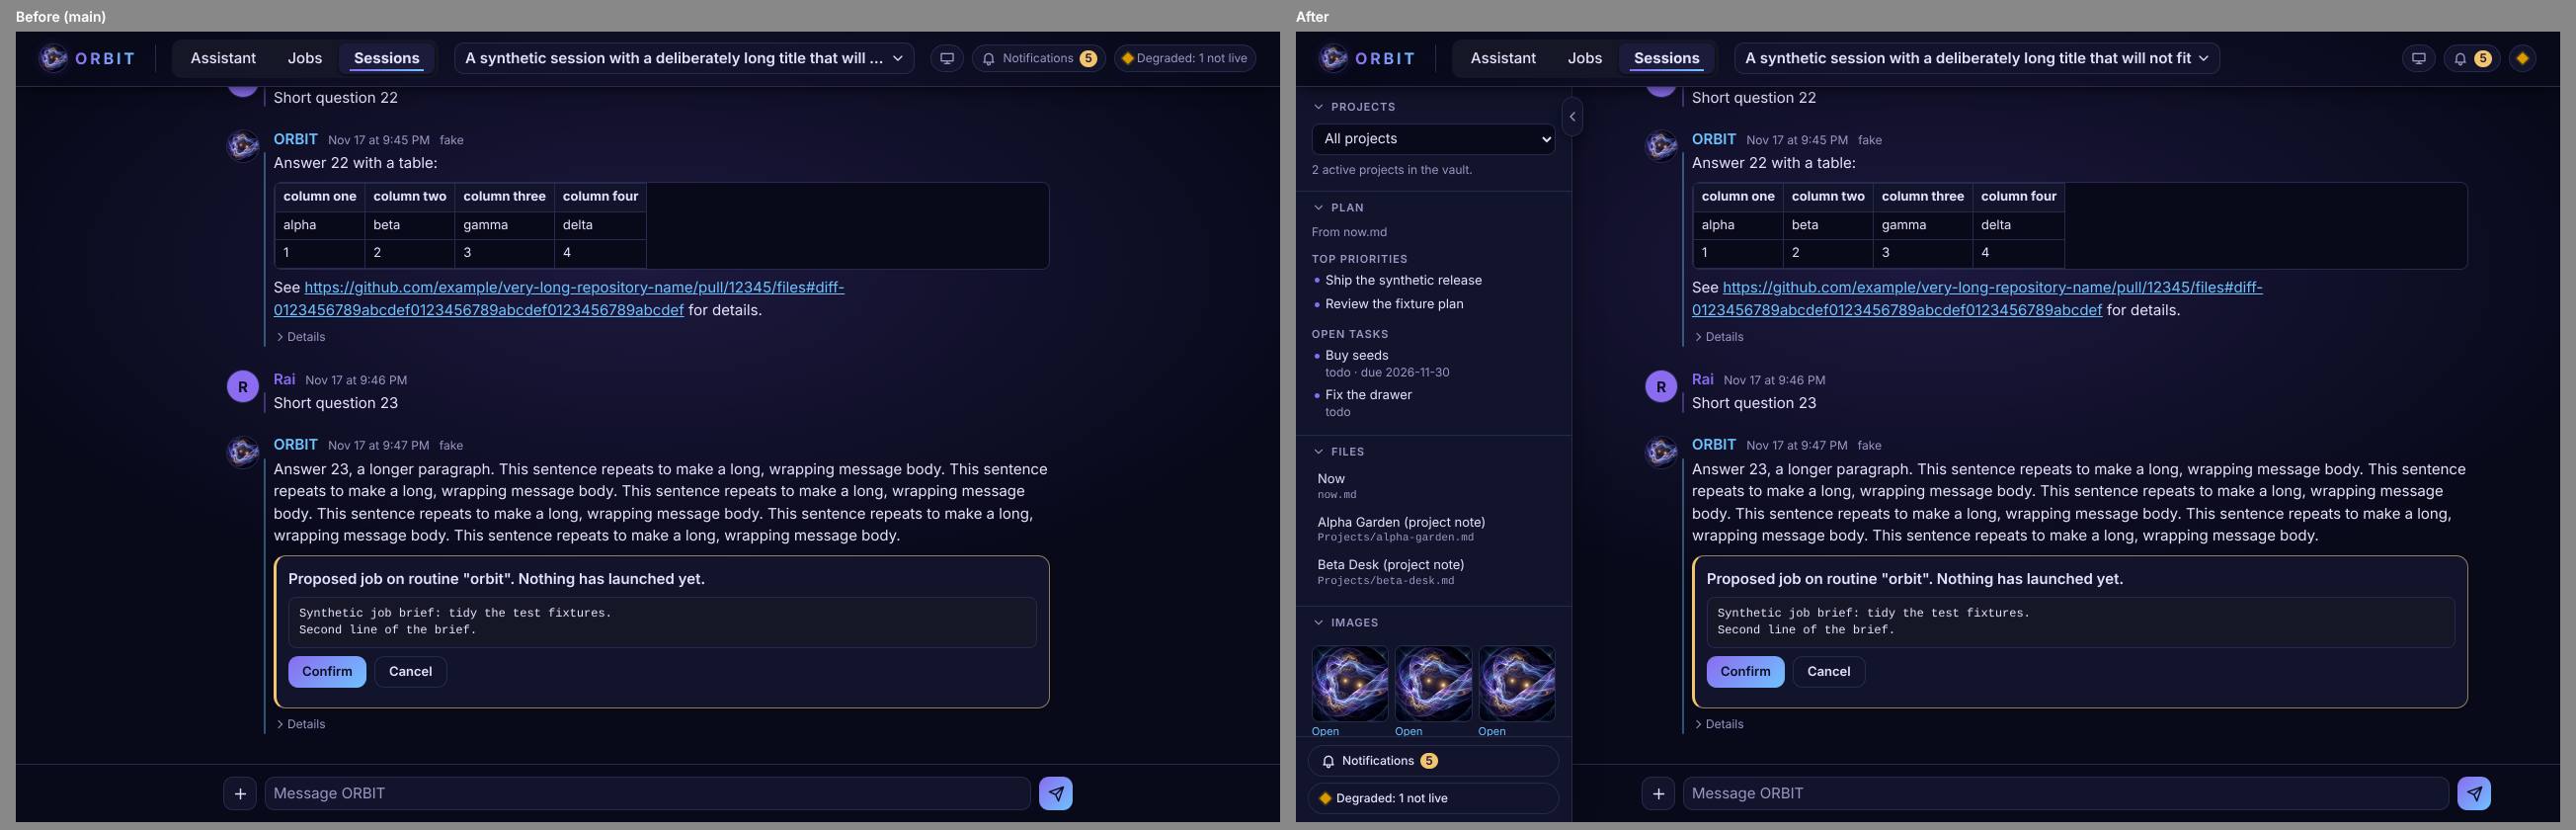 Before (main)
ORBIT
Assistant
Jobs
Sessions
A synthetic session with a deliberately long title that will ...
Notifications 5
Degraded: 1 not live
Short question 22
ORBIT Nov 17 at 9:45 PM fake
Answer 22 with a table:
column one column two column three column four
alpha beta gamma delta
1 2 3 4
See https://github.com/example/very-long-repository-name/pull/12345/files#diff-
0123456789abcdef0123456789abcdef0123456789abcdef for details.
Details
R
Rai Nov 17 at 9:46 PM
Short question 23
ORBIT Nov 17 at 9:47 PM fake
Answer 23, a longer paragraph. This sentence repeats to make a long, wrapping message body. This sentence
repeats to make a long, wrapping message body. This sentence repeats to make a long, wrapping message
body. This sentence repeats to make a long, wrapping message body. This sentence repeats to make a long,
wrapping message body. This sentence repeats to make a long, wrapping message body.
Proposed job on routine "orbit". Nothing has launched yet.
Synthetic job brief: tidy the test fixtures.
Second line of the brief.
Confirm Cancel
Details
Message ORBIT
After
ORBIT
Assistant
Jobs
Sessions
A synthetic session with a deliberately long title that will not fit
5
PROJECTS
All projects
2 active projects in the vault.
PLAN
From now.md
TOP PRIORITIES
Ship the synthetic release
Review the fixture plan
OPEN TASKS
Buy seeds
todo · due 2026-11-30
Fix the drawer
todo
FILES
Now
now.md
Alpha Garden (project note)
Projects/alpha-garden.md
Beta Desk (project note)
Projects/beta-desk.md
IMAGES
Open Open Open
Notifications 5
Degraded: 1 not live
Short question 22
ORBIT Nov 17 at 9:45 PM fake
Answer 22 with a table:
column one column two column three column four
alpha beta gamma delta
1 2 3 4
See https://github.com/example/very-long-repository-name/pull/12345/files#diff-
0123456789abcdef0123456789abcdef0123456789abcdef for details.
Details
R
Rai Nov 17 at 9:46 PM
Short question 23
ORBIT Nov 17 at 9:47 PM fake
Answer 23, a longer paragraph. This sentence repeats to make a long, wrapping message body. This sentence
repeats to make a long, wrapping message body. This sentence repeats to make a long, wrapping message
body. This sentence repeats to make a long, wrapping message body. This sentence repeats to make a long,
wrapping message body. This sentence repeats to make a long, wrapping message body.
Proposed job on routine "orbit". Nothing has launched yet.
Synthetic job brief: tidy the test fixtures.
Second line of the brief.
Confirm Cancel
Details
Message ORBIT